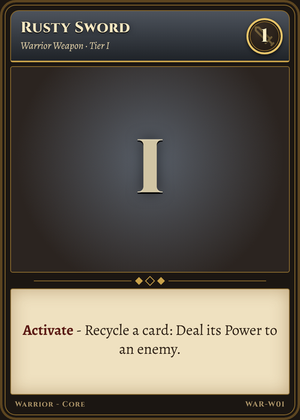 Rusty Sword
Warrior Weapon · Tier I
1
I
Activate - Recycle a card: Deal its Power to
an enemy.
Warrior · Core
WAR-W01